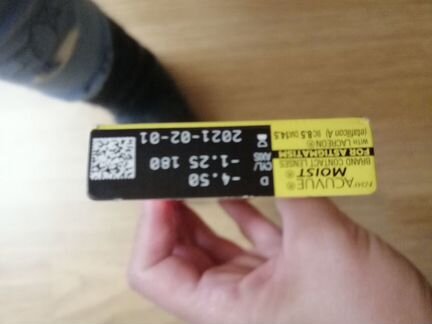 1-DAY ACUVUE®
MOIST®
BRAND CONTACT LENSES
FOR ASTIGMATISM
WITH LACREON®
(etafilcon A) BC8.5 DIA14.5
D -4.50
CYL/
AXIS -1.25 180
2021-02-01